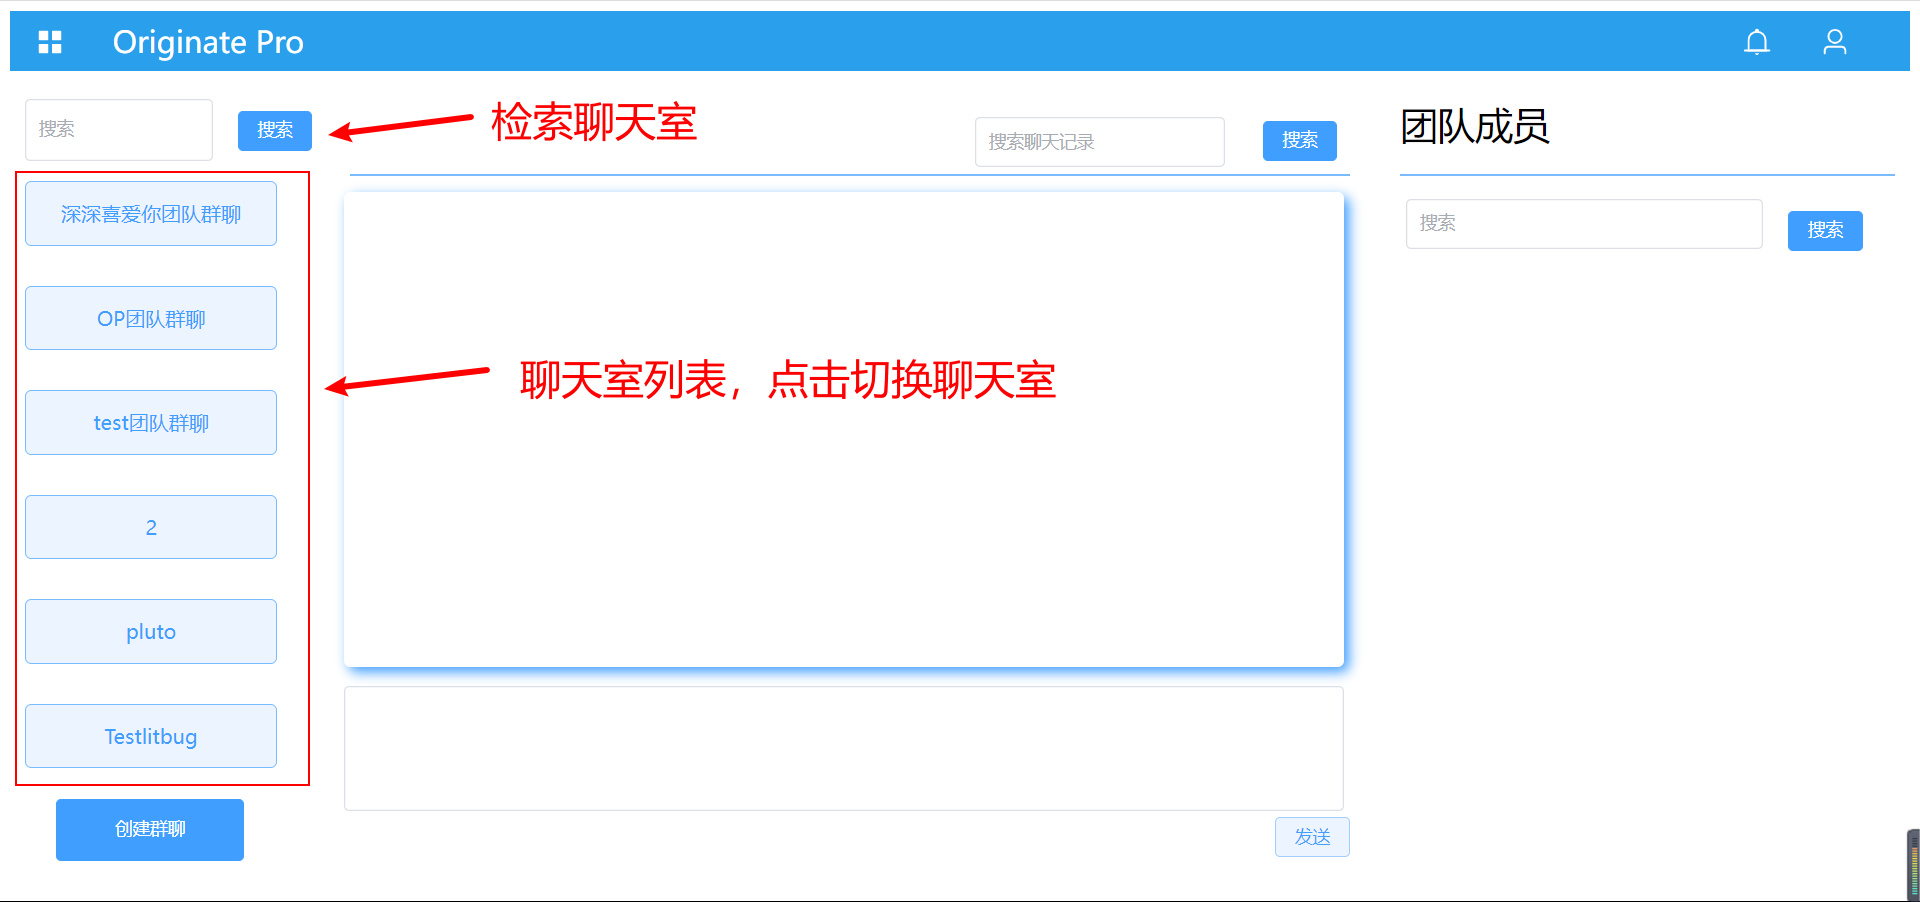 Originate Pro
搜索
搜索
检索聊天室
搜索聊天记录
搜索
团队成员
搜索
搜索
深深喜爱你团队群聊
OP团队群聊
聊天室列表，点击切换聊天室
test团队群聊
2
pluto
Testlitbug
创建群聊
发送